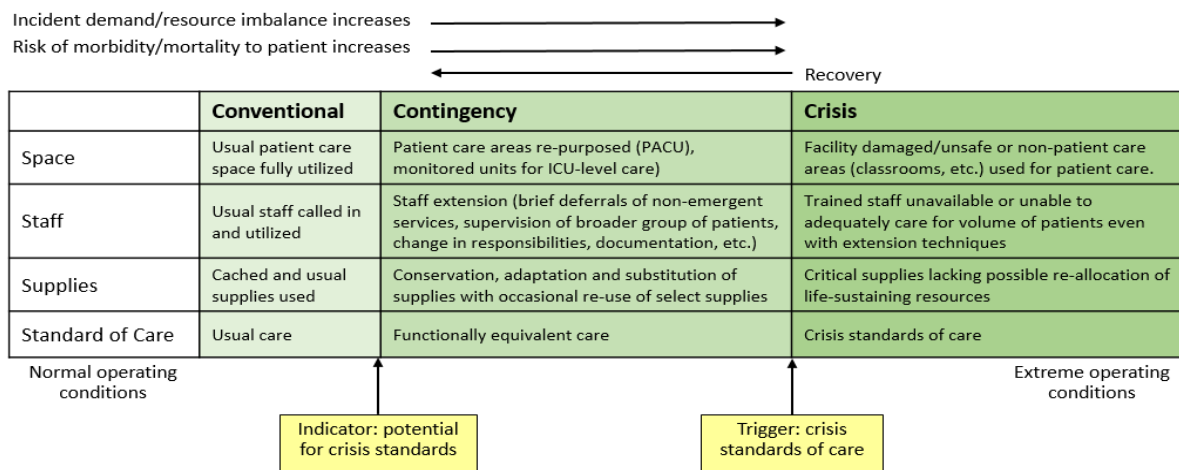 Incident demand/resource imbalance increases
Risk of morbidity/mortality to patient increases
Recovery
Conventional
Contingency
Crisis
Space
Usual patient care
space fully utilized
Patient care areas re-purposed (PACU),
monitored units for ICU-level care)
Facility damaged/unsafe or non-patient care
areas (classrooms, etc.) used for patient care.
Staff
Usual staff called in
and utilized
Staff extension (brief deferrals of non-emergent
services, supervision of broader group of patients,
change in responsibilities, documentation, etc.)
Trained staff unavailable or unable to
adequately care for volume of patients even
with extension techniques
Supplies
Cached and usual
supplies used
Conservation, adaptation and substitution of
supplies with occasional re-use of select supplies
Critical supplies lacking possible re-allocation of
life-sustaining resources
Standard of Care
Usual care
Functionally equivalent care
Crisis standards of care
Normal operating
conditions
Extreme operating
conditions
Indicator: potential
for crisis standards
Trigger: crisis
standards of care